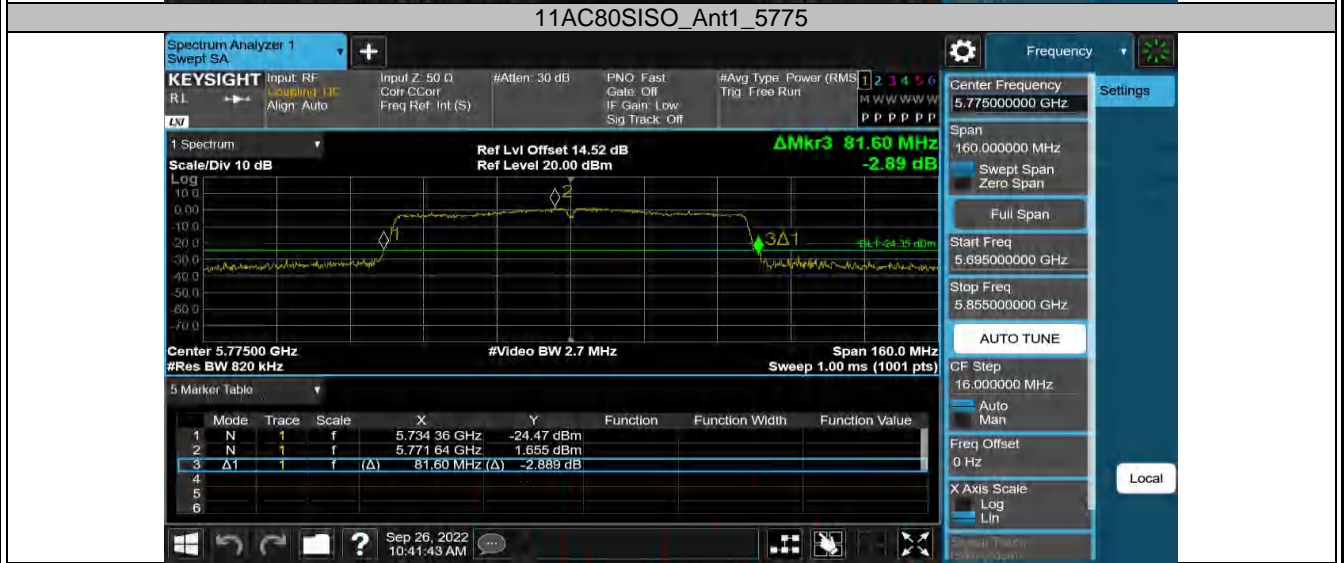 11AC80SISO_Ant1_5775
Spectrum Analyzer 1
Swept SA
Frequency
KEYSIGHT
RL
LXI
Input: RF
Coupling: DC
Align: Auto
Input Z: 50 Ω
Corr CCorr
Freq Ref: Int (S)
#Atten: 30 dB
PNO: Fast
Gate: Off
IF Gain: Low
Sig Track: Off
#Avg Type: Power (RMS
Trig: Free Run
1 2 3 4 5 6
M W W W W W
P P P P P P
Center Frequency
5.775000000 GHz
Settings
1 Spectrum
Scale/Div 10 dB
Ref Lvl Offset 14.52 dB
Ref Level 20.00 dBm
ΔMkr3 81.60 MHz
-2.89 dB
Log
10.0
0.00
-10.0
-20.0
-30.0
-40.0
-50.0
-60.0
-70.0
1
2
3Δ1
DL1 -24.35 dBm
Center 5.77500 GHz
#Res BW 820 kHz
#Video BW 2.7 MHz
Span 160.0 MHz
Sweep 1.00 ms (1001 pts)
Span
160.000000 MHz
Swept Span
Zero Span
Full Span
Start Freq
5.695000000 GHz
Stop Freq
5.855000000 GHz
AUTO TUNE
CF Step
16.000000 MHz
Auto
Man
Freq Offset
0 Hz
X Axis Scale
Log
Lin
Local
5 Marker Table
Mode Trace Scale X Y Function Function Width Function Value
1 N 1 f 5.734 36 GHz -24.47 dBm
2 N 1 f 5.771 64 GHz 1.655 dBm
3 Δ1 1 f (Δ) 81.60 MHz (Δ) -2.889 dB
4
5
6
?
Sep 26, 2022
10:41:43 AM